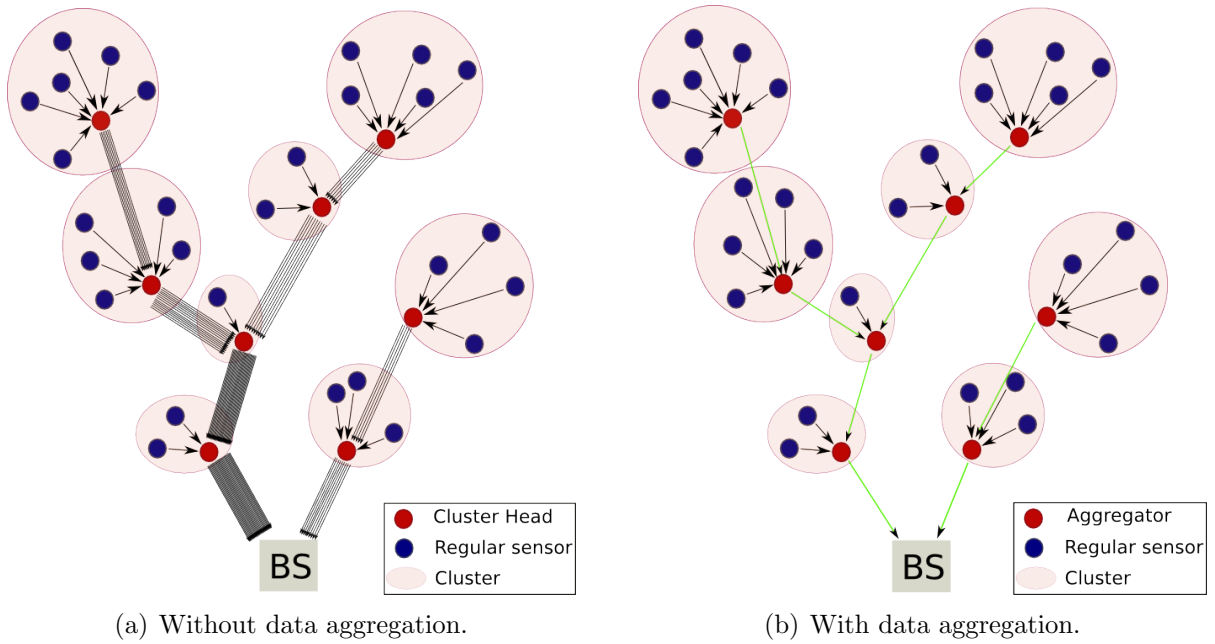 Cluster Head
Regular sensor
Cluster
BS
(a) Without data aggregation.
Aggregator
Regular sensor
Cluster
BS
(b) With data aggregation.